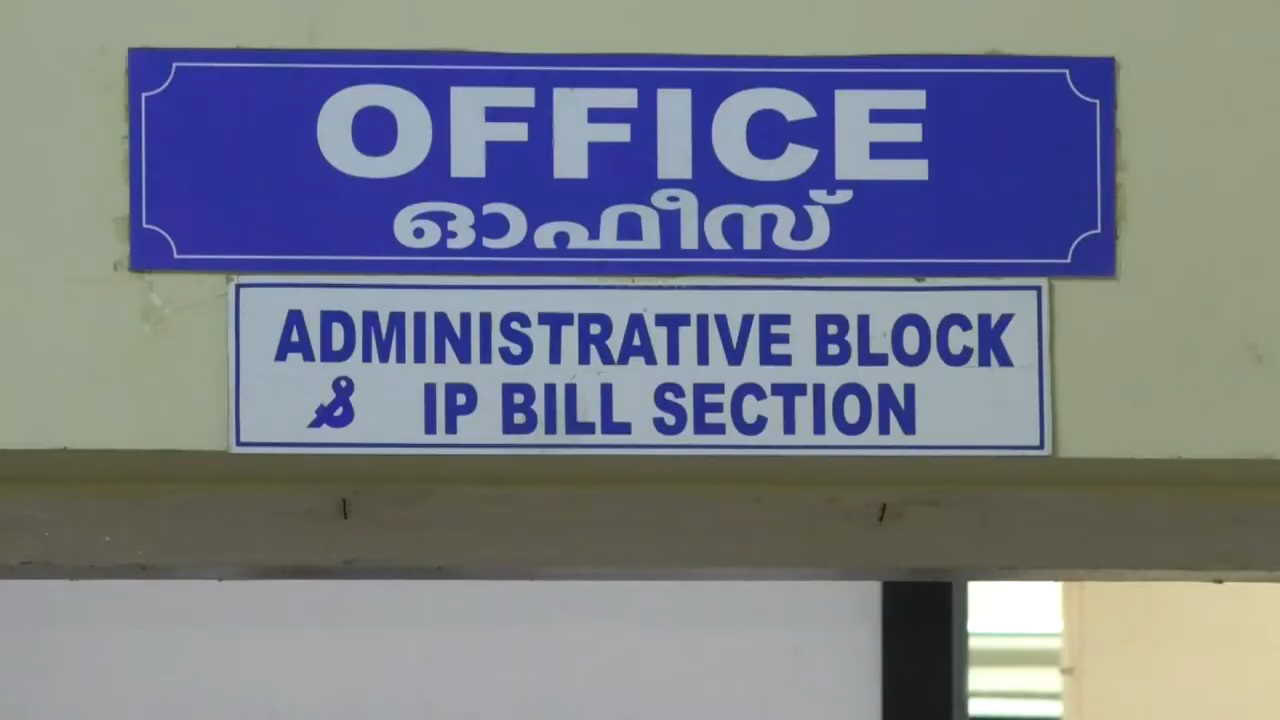 OFFICE
ഓഫീസ്
ADMINISTRATIVE BLOCK
& IP BILL SECTION